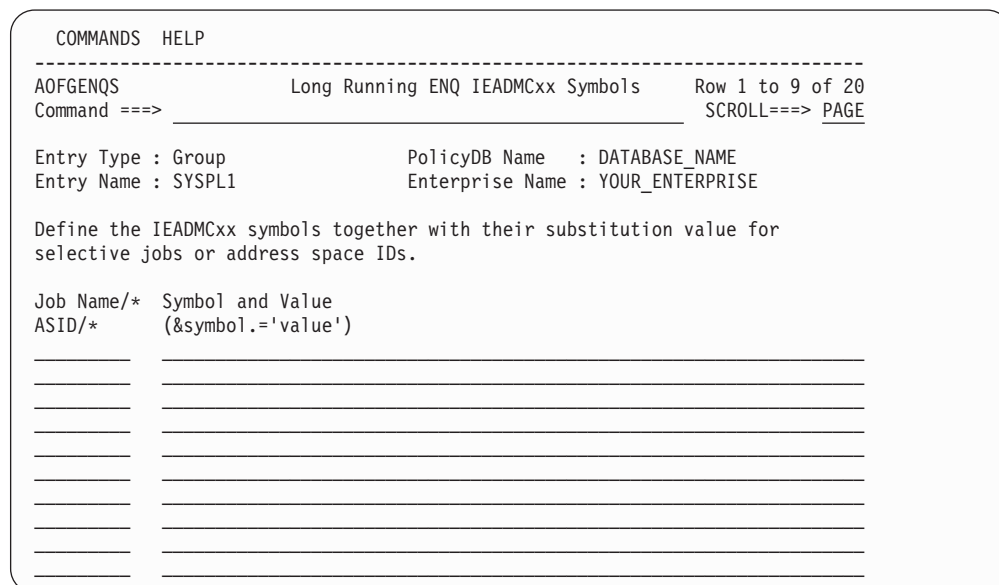 COMMANDS HELP
-------------------------------------------------------------------------------
AOFGENQS Long Running ENQ IEADMCxx Symbols Row 1 to 9 of 20
Command ===> SCROLL===> PAGE
Entry Type : Group PolicyDB Name : DATABASE_NAME
Entry Name : SYSPL1 Enterprise Name : YOUR_ENTERPRISE
Define the IEADMCxx symbols together with their substitution value for
selective jobs or address space IDs.
Job Name/* Symbol and Value
ASID/* (&symbol.='value')